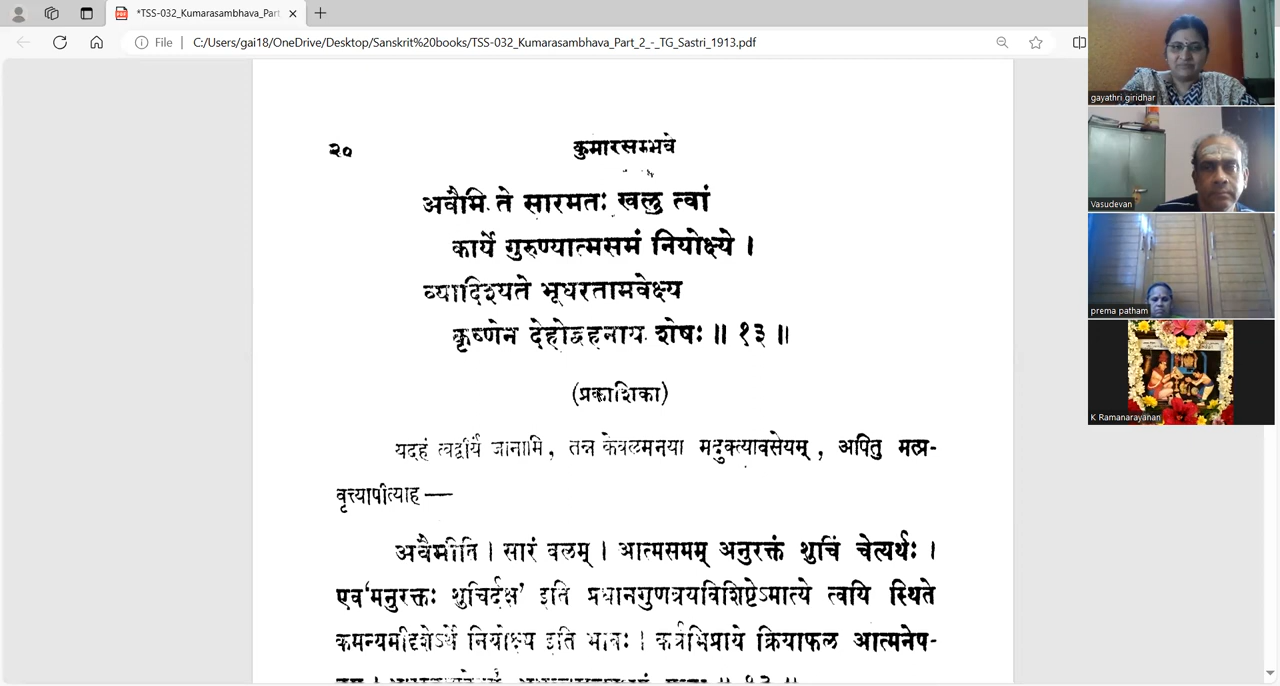 *TSS-032_Kumarasambhava_Part
File
C:/Users/gai18/OneDrive/Desktop/Sanskrit%20books/TSS-032_Kumarasambhava_Part_2_-_TG_Sastri_1913.pdf
२० कुमारसम्भवे
अवैमि ते सारमतः खलु त्वां
कार्ये गुरुण्यात्मसमं नियोक्ष्ये ।
व्यादिश्यते भूधरतामवेक्ष्य
कृष्णेन देहोद्वहनाय शेषः ॥ १३ ॥
(प्रकाशिका)
यदहं त्वद्वीर्यं जानामि, तन्न केवलमनया मदुक्त्यावसेयम्, अपितु मत्प्र-
वृत्त्यापीत्याह —
अवैमीति । सारं बलम् । आत्मसमम् अनुरक्तं शुचिं चेत्यर्थः ।
एवं ‘मनुरक्तः शुचिर्दक्ष’ इति प्रधानगुणत्रयविशिष्टेऽमात्ये त्वयि स्थिते
कमन्यमीदृशेऽर्थे नियोक्ष्य इति भावः । कर्त्रभिप्राये क्रियाफल आत्मनेप-
gayathri giridhar
Vasudevan
prema patham
K Ramanarayanan